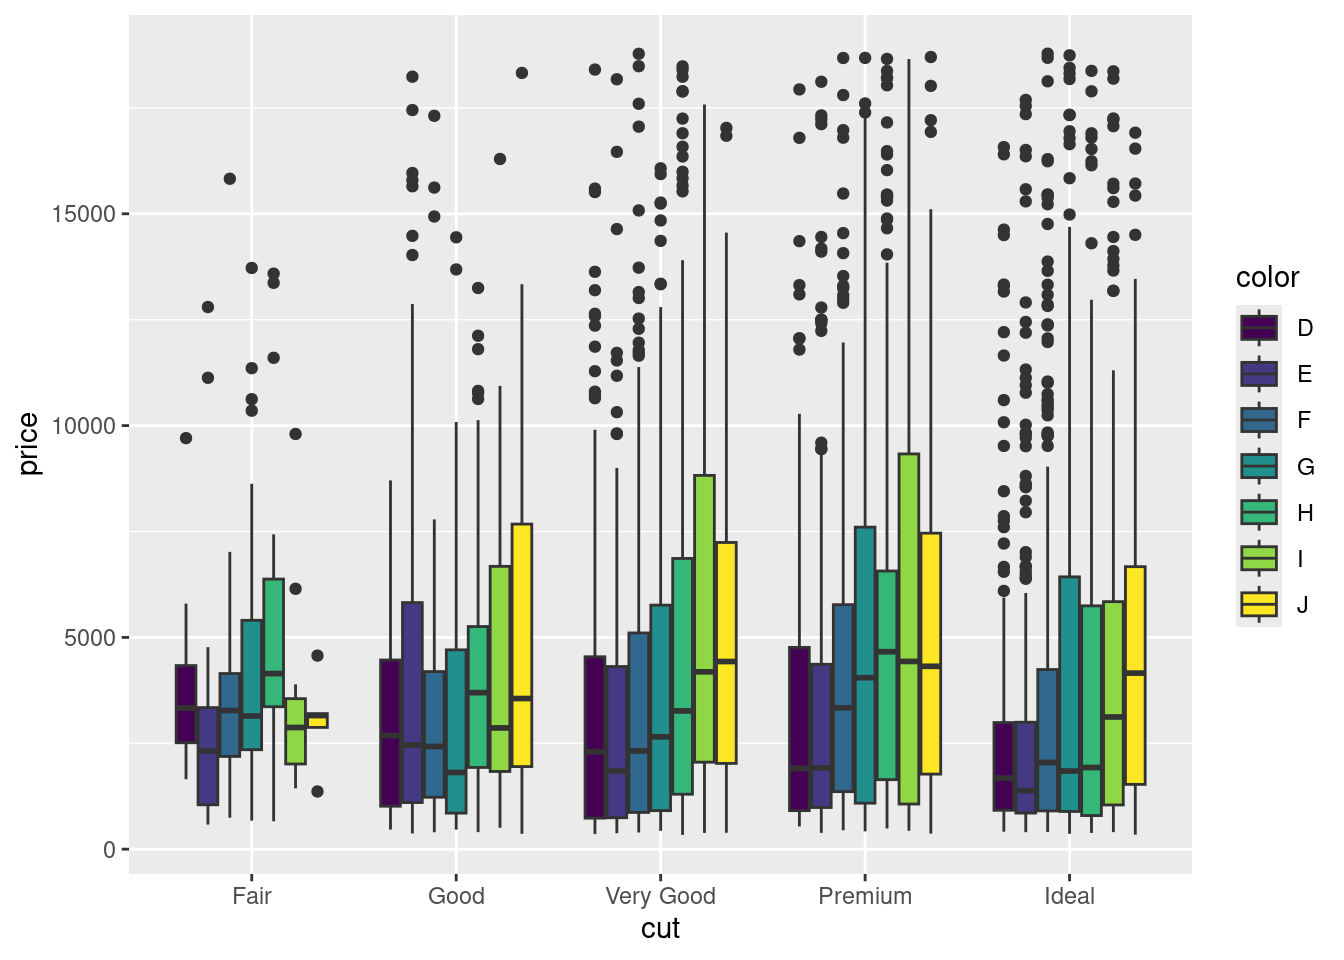 15000
10000
5000
0
price
Fair
Good
Very Good
Premium
Ideal
cut
color
D
E
F
G
H
I
J